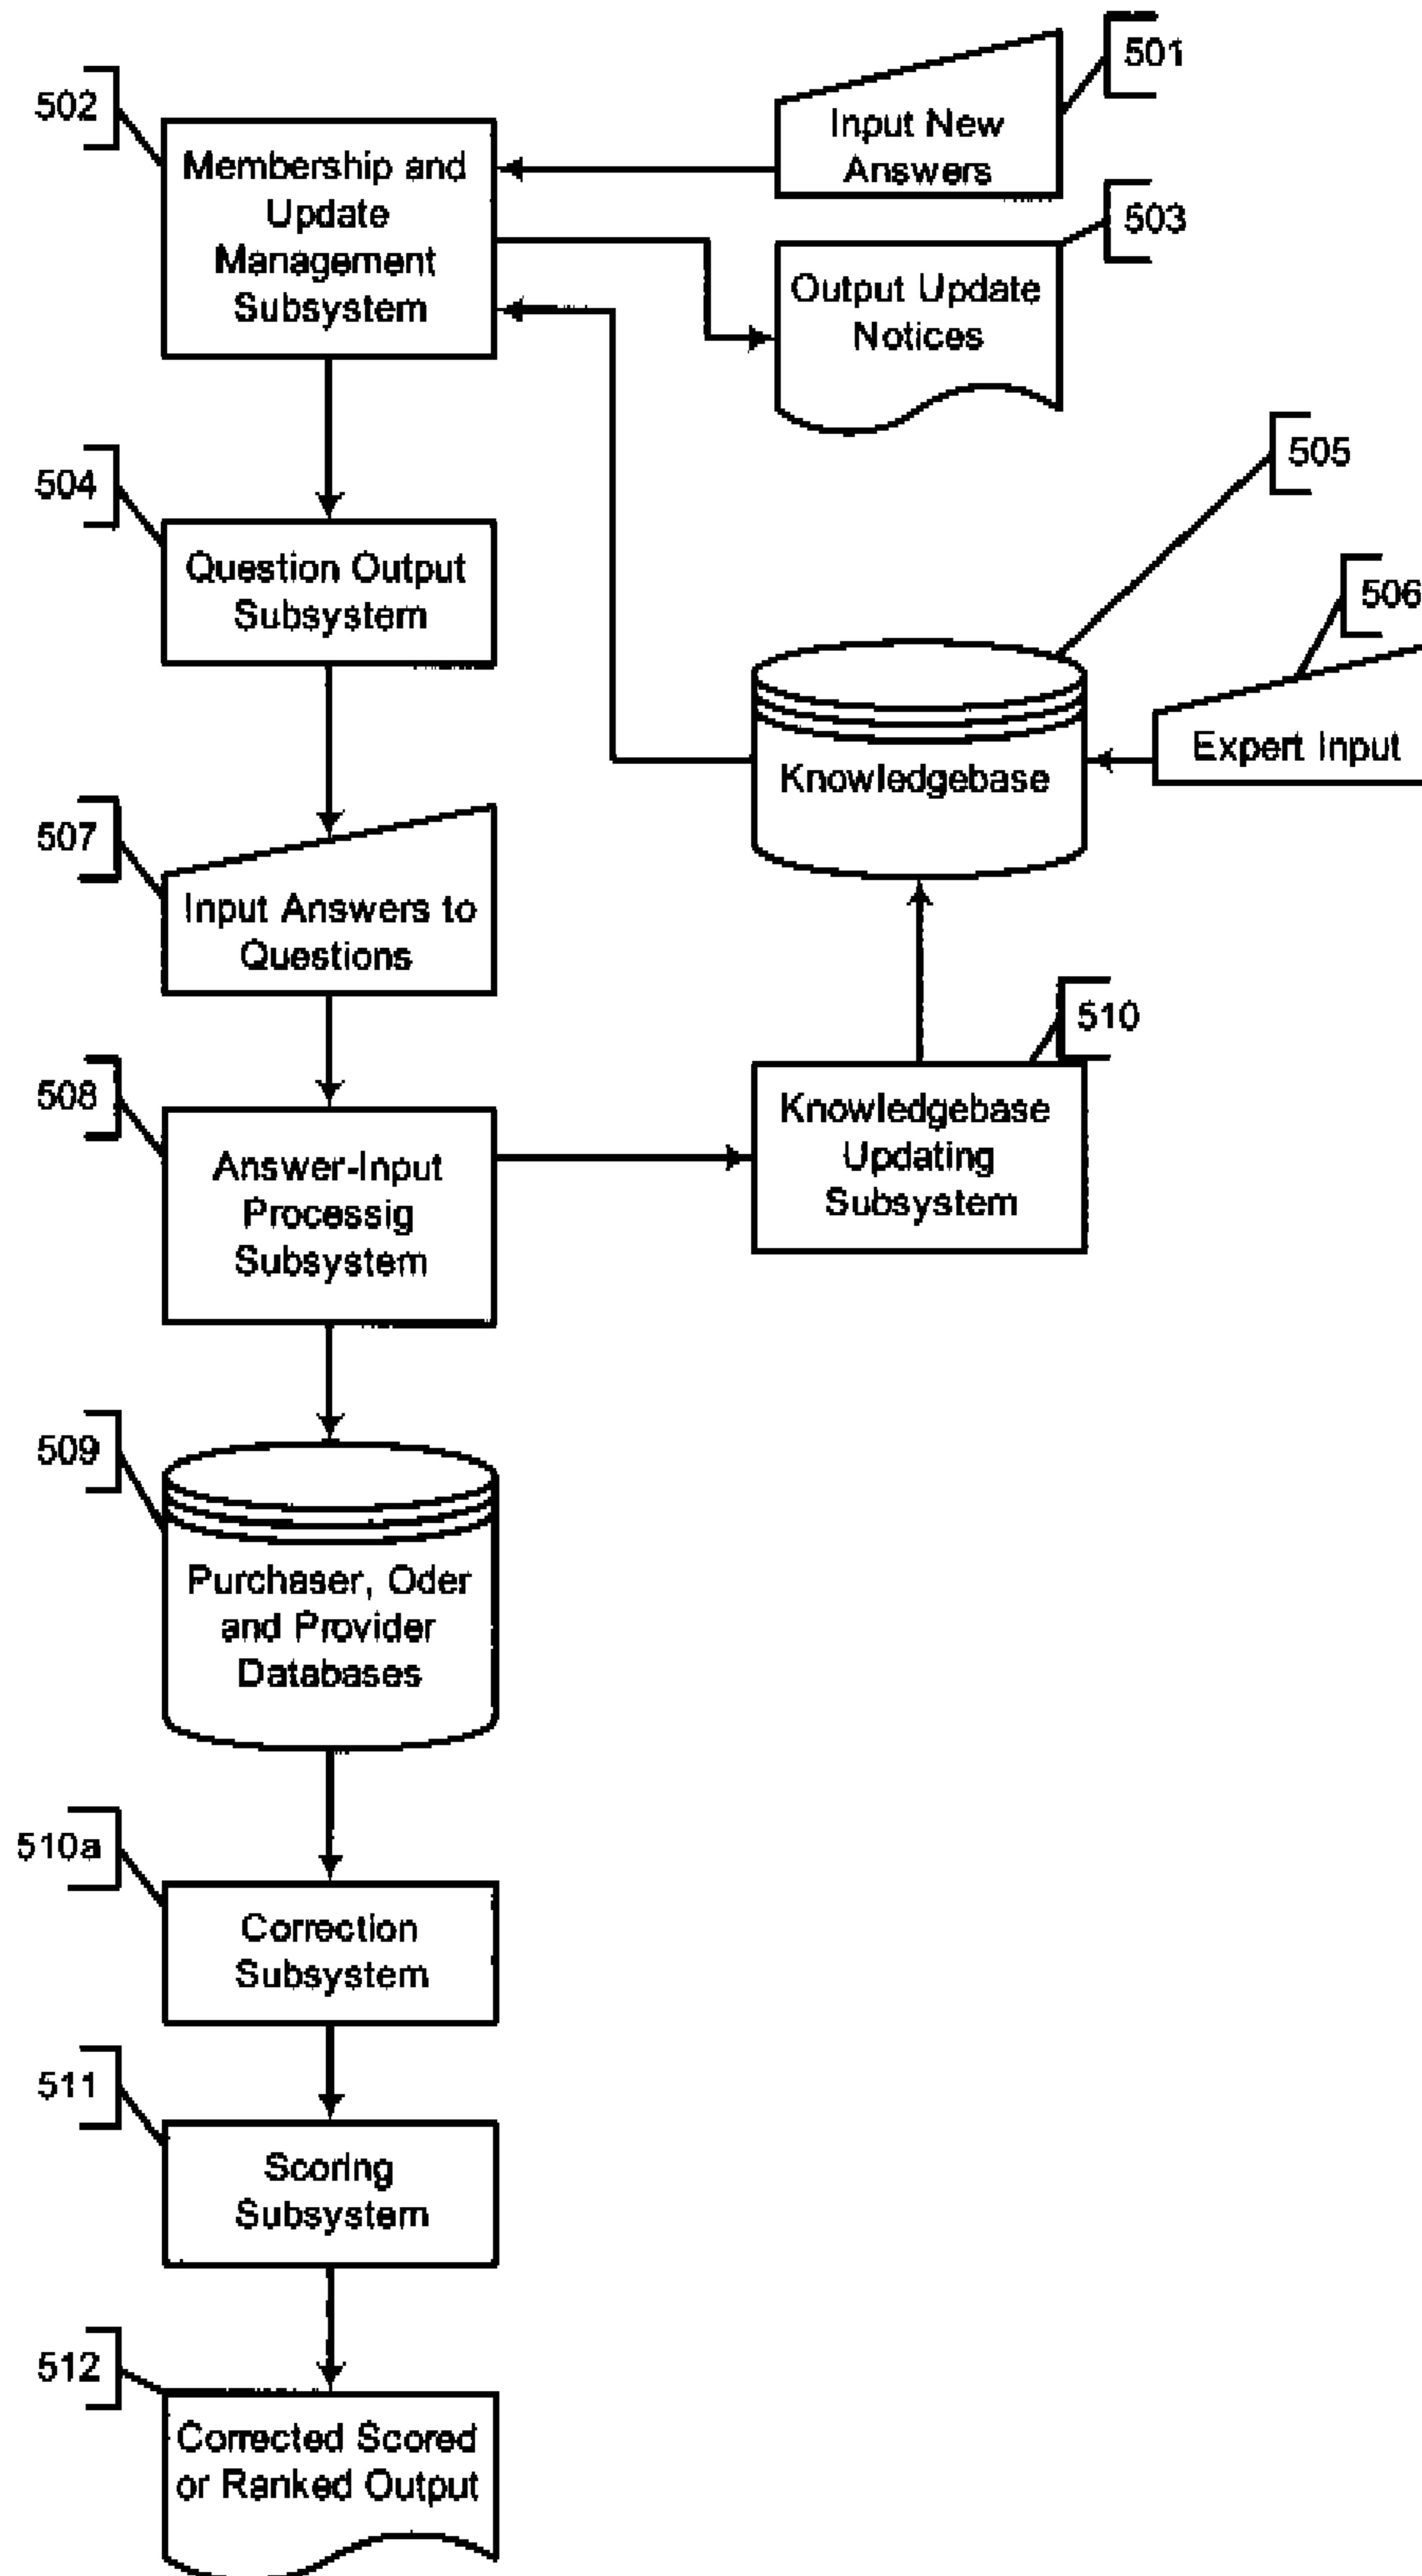 501
Input New
Answers
502
Membership and
Update
Management
Subsystem
503
Output Update
Notices
504
Question Output
Subsystem
505
Knowledgebase
506
Expert Input
507
Input Answers to
Questions
508
Answer-Input
Processig
Subsystem
510
Knowledgebase
Updating
Subsystem
509
Purchaser, Oder
and Provider
Databases
510a
Correction
Subsystem
511
Scoring
Subsystem
512
Corrected Scored
or Ranked Output